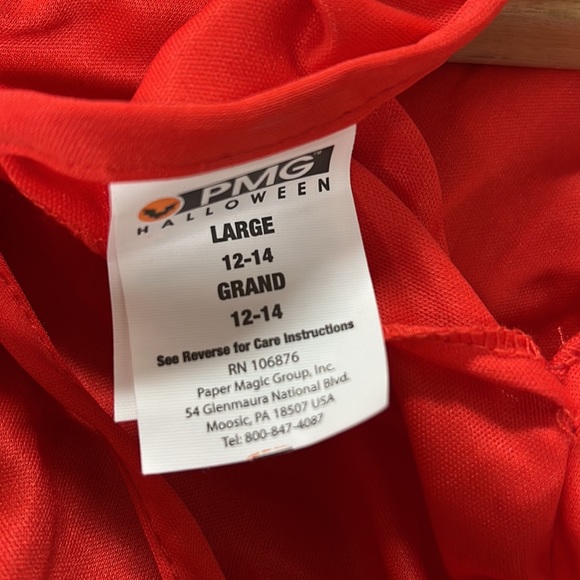 PMG™
HALLOWEEN
LARGE
12-14
GRAND
12-14
See Reverse for Care Instructions
RN 106876
Paper Magic Group, Inc.
54 Glenmaura National Blvd.
Moosic, PA 18507 USA
Tel: 800-847-4087